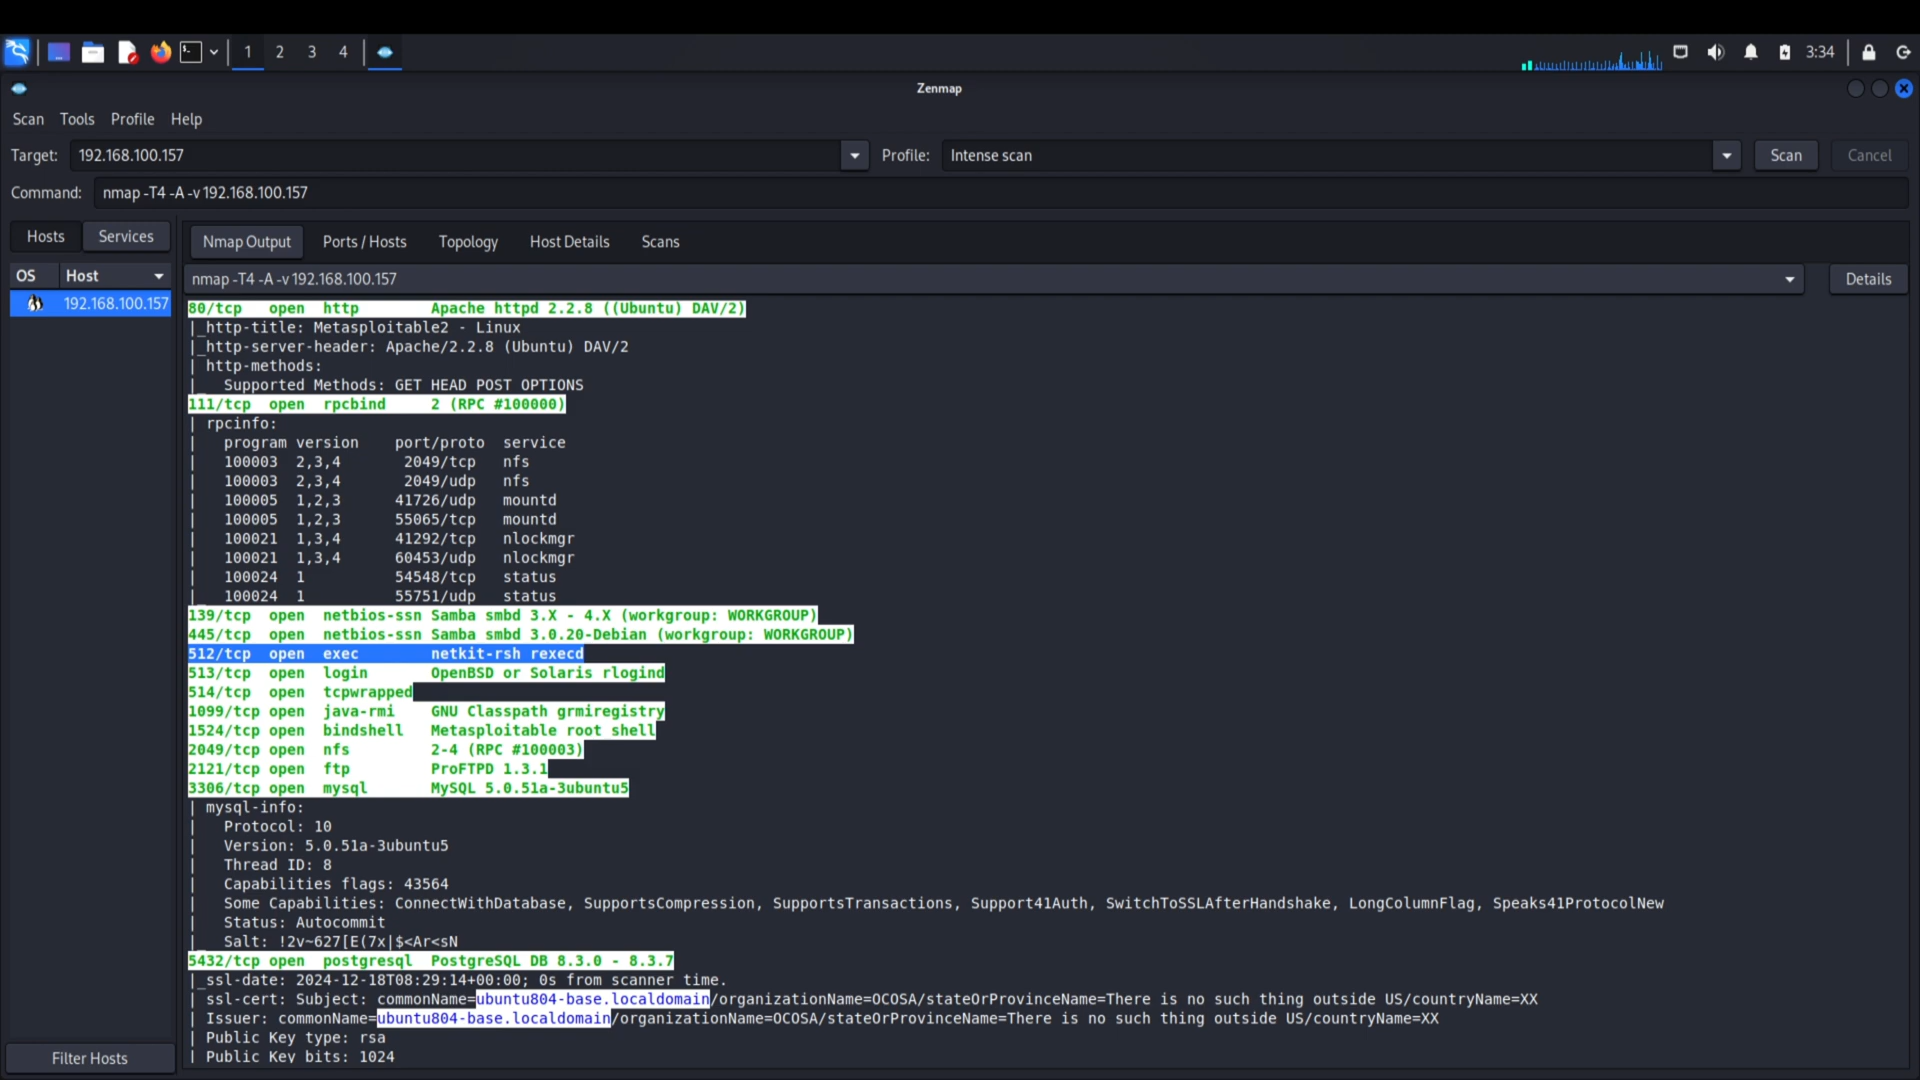 1 2 3 4 3:34
Zenmap
Scan Tools Profile Help
Target: 192.168.100.157 Profile: Intense scan Scan Cancel
Command: nmap -T4 -A -v 192.168.100.157
Hosts Services
Nmap Output Ports / Hosts Topology Host Details Scans
OS Host
nmap -T4 -A -v 192.168.100.157 Details
192.168.100.157
80/tcp   open  http        Apache httpd 2.2.8 ((Ubuntu) DAV/2)
|_http-title: Metasploitable2 - Linux
|_http-server-header: Apache/2.2.8 (Ubuntu) DAV/2
| http-methods:
|_  Supported Methods: GET HEAD POST OPTIONS
111/tcp  open  rpcbind     2 (RPC #100000)
| rpcinfo:
|   program version    port/proto  service
|   100003  2,3,4       2049/tcp   nfs
|   100003  2,3,4       2049/udp   nfs
|   100005  1,2,3      41726/udp   mountd
|   100005  1,2,3      55065/tcp   mountd
|   100021  1,3,4      41292/tcp   nlockmgr
|   100021  1,3,4      60453/udp   nlockmgr
|   100024  1          54548/tcp   status
|_  100024  1          55751/udp   status
139/tcp  open  netbios-ssn Samba smbd 3.X - 4.X (workgroup: WORKGROUP)
445/tcp  open  netbios-ssn Samba smbd 3.0.20-Debian (workgroup: WORKGROUP)
512/tcp  open  exec        netkit-rsh rexecd
513/tcp  open  login       OpenBSD or Solaris rlogind
514/tcp  open  tcpwrapped
1099/tcp open  java-rmi    GNU Classpath grmiregistry
1524/tcp open  bindshell   Metasploitable root shell
2049/tcp open  nfs         2-4 (RPC #100003)
2121/tcp open  ftp         ProFTPD 1.3.1
3306/tcp open  mysql       MySQL 5.0.51a-3ubuntu5
| mysql-info:
|   Protocol: 10
|   Version: 5.0.51a-3ubuntu5
|   Thread ID: 8
|   Capabilities flags: 43564
|   Some Capabilities: ConnectWithDatabase, SupportsCompression, SupportsTransactions, Support41Auth, SwitchToSSLAfterHandshake, LongColumnFlag, Speaks41ProtocolNew
|   Status: Autocommit
|_  Salt: !2v~627[E(7x|$<Ar<sN
5432/tcp open  postgresql  PostgreSQL DB 8.3.0 - 8.3.7
|_ssl-date: 2024-12-18T08:29:14+00:00; 0s from scanner time.
| ssl-cert: Subject: commonName=ubuntu804-base.localdomain/organizationName=OCOSA/stateOrProvinceName=There is no such thing outside US/countryName=XX
| Issuer: commonName=ubuntu804-base.localdomain/organizationName=OCOSA/stateOrProvinceName=There is no such thing outside US/countryName=XX
| Public Key type: rsa
| Public Key bits: 1024
Filter Hosts